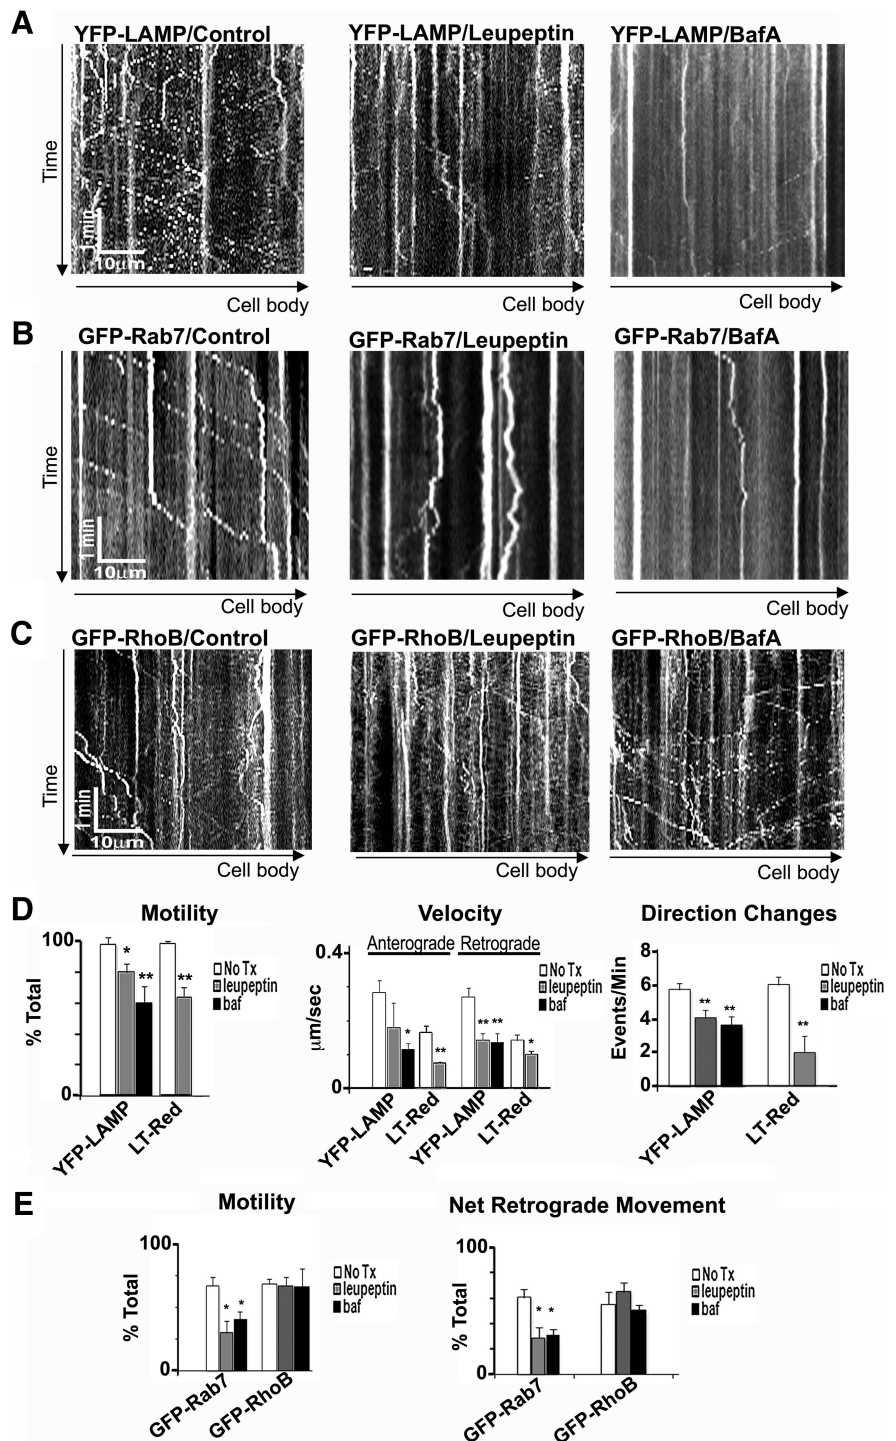 A
YFP-LAMP/Control
YFP-LAMP/Leupeptin
YFP-LAMP/BafA
Time
1 min
10μm
Cell body
Cell body
Cell body
B
GFP-Rab7/Control
GFP-Rab7/Leupeptin
GFP-Rab7/BafA
Time
1 min
10μm
Cell body
Cell body
Cell body
C
GFP-RhoB/Control
GFP-RhoB/Leupeptin
GFP-RhoB/BafA
Time
1 min
10μm
Cell body
Cell body
Cell body
D
Motility
% Total
100
0
*
**
**
No Tx
leupeptin
baf
YFP-LAMP
LT-Red
Velocity
μm/sec
0.4
0
Anterograde
Retrograde
*
**
**
**
*
No Tx
leupeptin
baf
YFP-LAMP
LT-Red
YFP-LAMP
LT-Red
Direction Changes
Events/Min
8
6
4
2
0
**
**
**
No Tx
leupeptin
baf
YFP-LAMP
LT-Red
E
Motility
% Total
100
0
*
*
No Tx
leupeptin
baf
GFP-Rab7
GFP-RhoB
Net Retrograde Movement
% Total
100
0
*
*
No Tx
leupeptin
baf
GFP-Rab7
GFP-RhoB